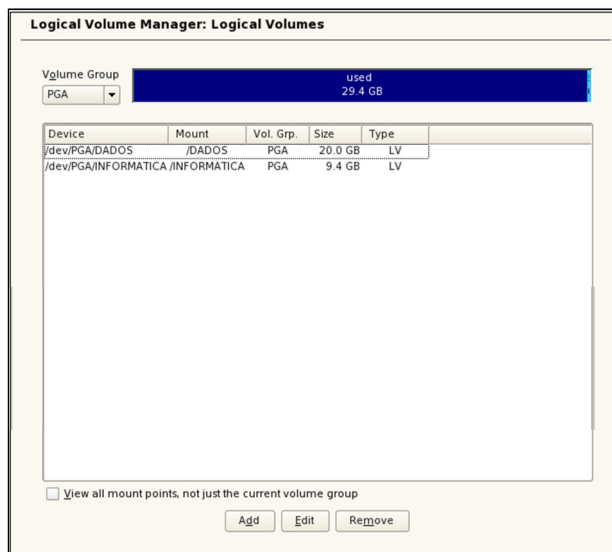 Logical Volume Manager: Logical Volumes
Volume Group
PGA
used
29.4 GB
Device Mount Vol. Grp. Size Type
/dev/PGA/DADOS /DADOS PGA 20.0 GB LV
/dev/PGA/INFORMATICA /INFORMATICA PGA 9.4 GB LV
View all mount points, not just the current volume group
Add Edit Remove